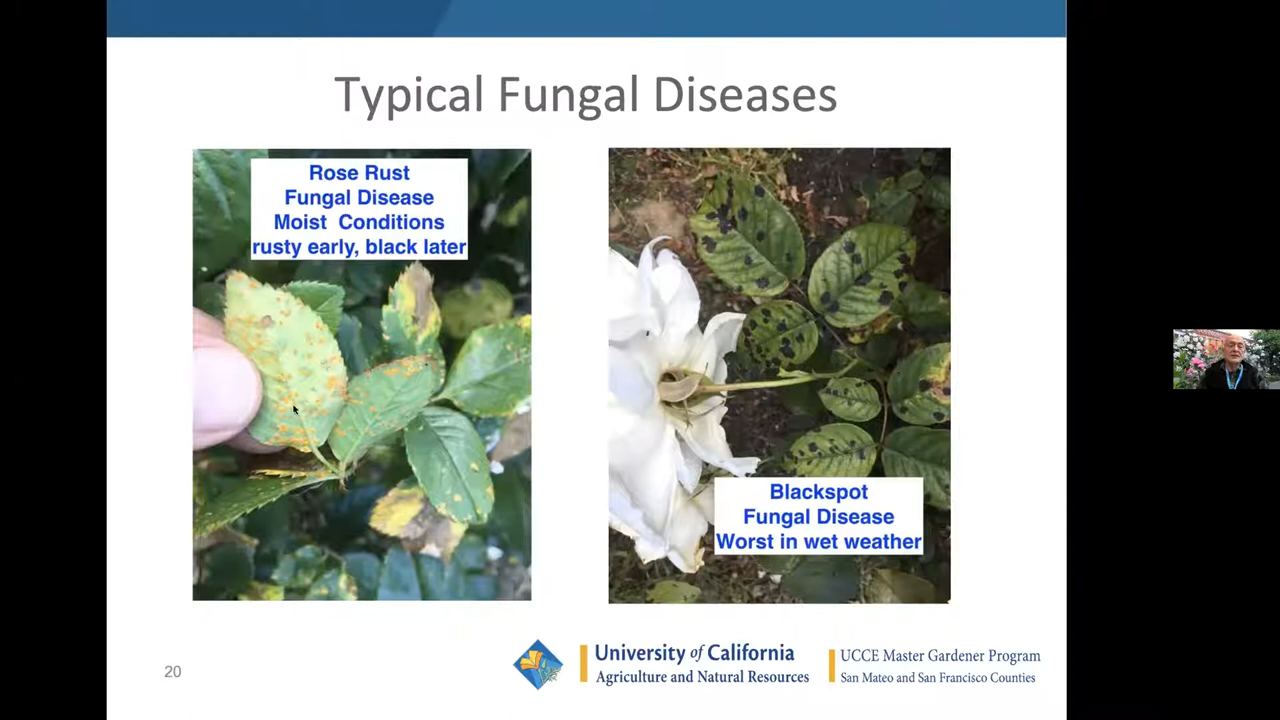 Typical Fungal Diseases
Rose Rust
Fungal Disease
Moist Conditions
rusty early, black later
Blackspot
Fungal Disease
Worst in wet weather
20
University of California
Agriculture and Natural Resources
UCCE Master Gardener Program
San Mateo and San Francisco Counties